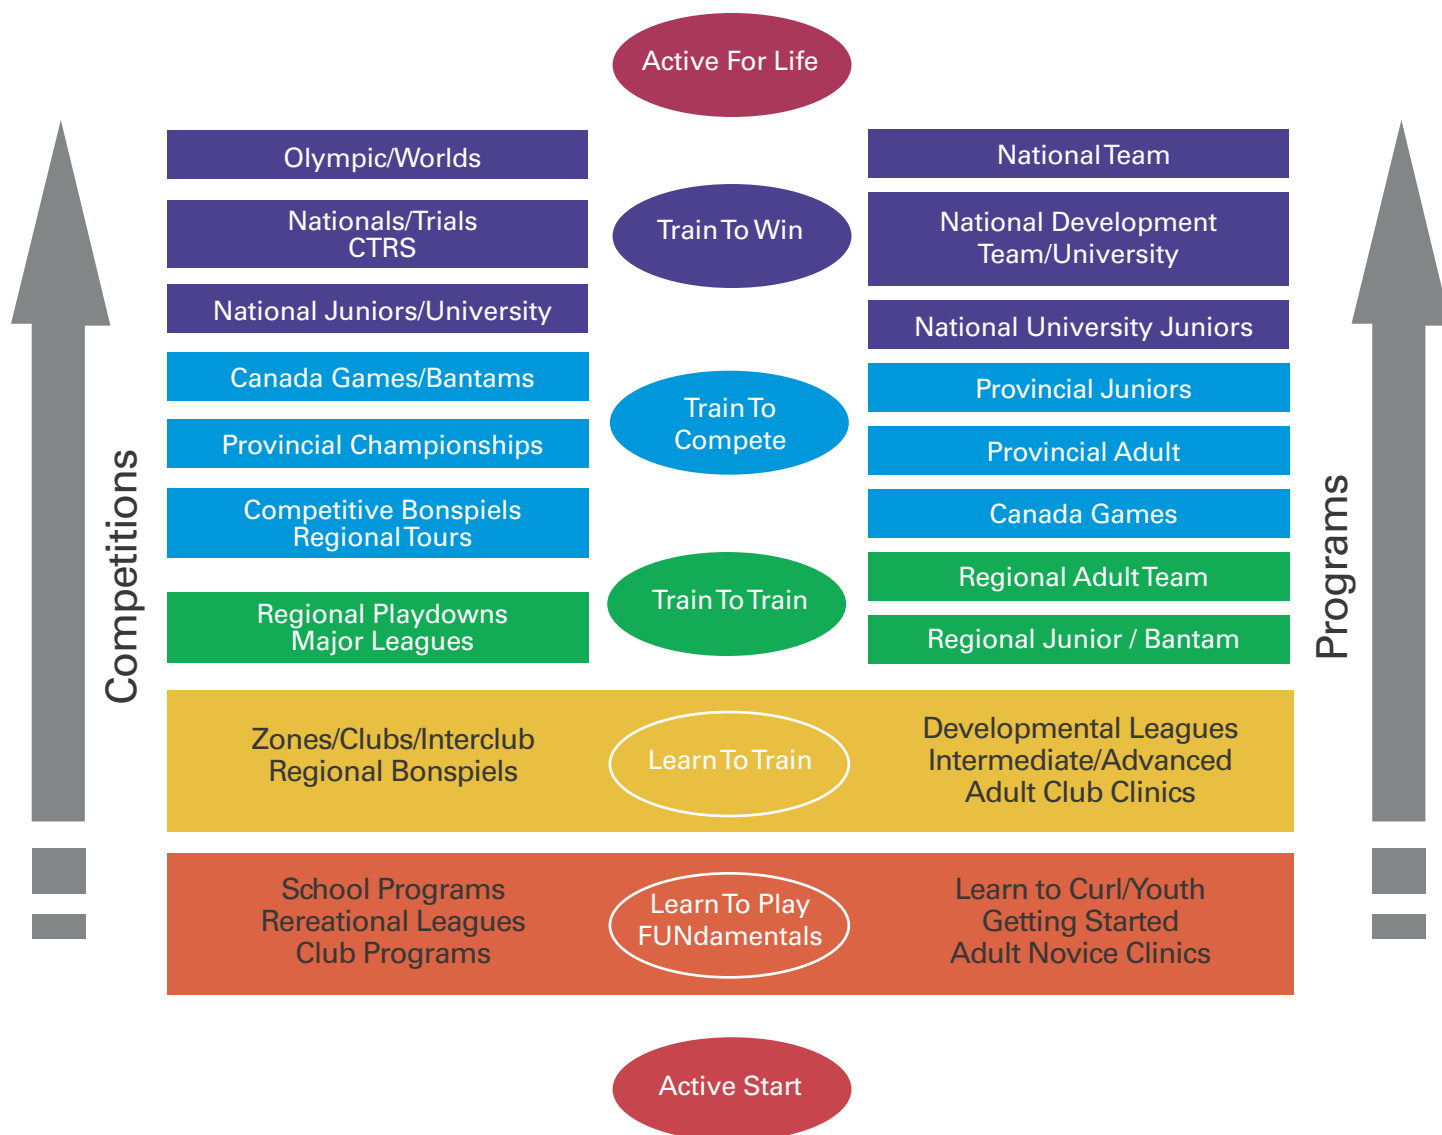 Active For Life
Competitions
Olympic/Worlds
Nationals/Trials
CTRS
National Juniors/University
Canada Games/Bantams
Provincial Championships
Competitive Bonspiels
Regional Tours
Regional Playdowns
Major Leagues
Train To Win
Train To
Compete
Train To Train
National Team
National Development
Team/University
National University Juniors
Provincial Juniors
Provincial Adult
Canada Games
Regional Adult Team
Regional Junior / Bantam
Programs
Zones/Clubs/Interclub
Regional Bonspiels
Learn To Train
Developmental Leagues
Intermediate/Advanced
Adult Club Clinics
School Programs
Rereational Leagues
Club Programs
Learn To Play
FUNdamentals
Learn to Curl/Youth
Getting Started
Adult Novice Clinics
Active Start